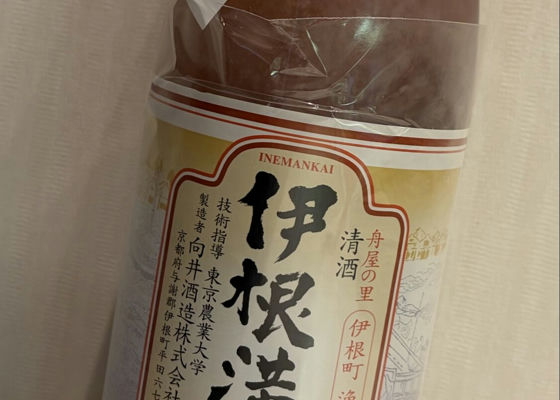 INEMANKAI
舟屋の里
伊根町
清酒
伊根満
技術指導 東京農業大学
製造者 向井酒造株式会社
京都府与謝郡伊根町平田六七